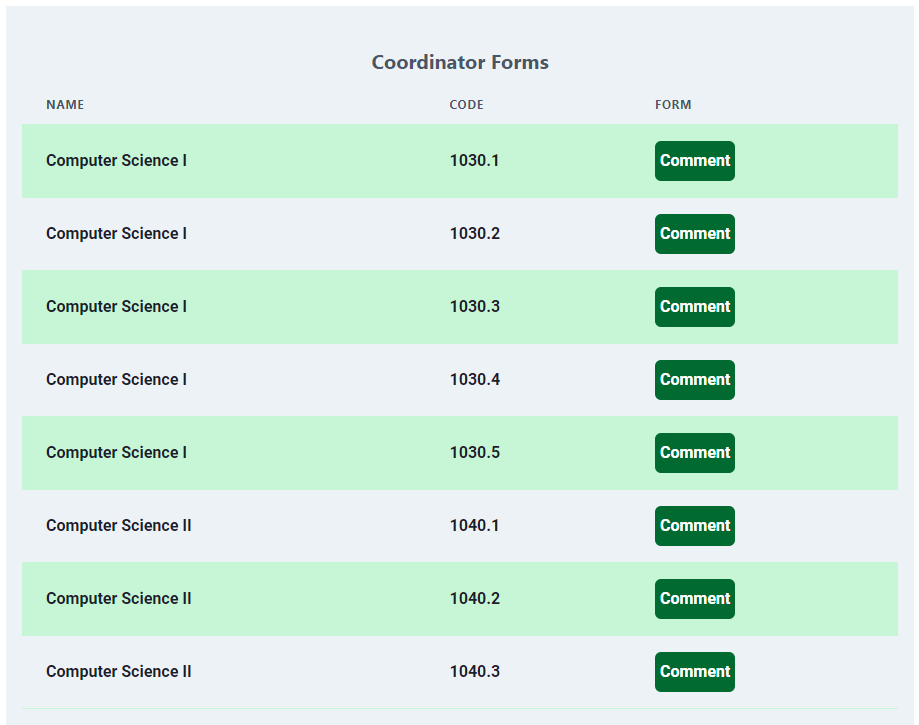 Coordinator Forms
NAME CODE FORM
Computer Science I 1030.1 Comment
Computer Science I 1030.2 Comment
Computer Science I 1030.3 Comment
Computer Science I 1030.4 Comment
Computer Science I 1030.5 Comment
Computer Science II 1040.1 Comment
Computer Science II 1040.2 Comment
Computer Science II 1040.3 Comment